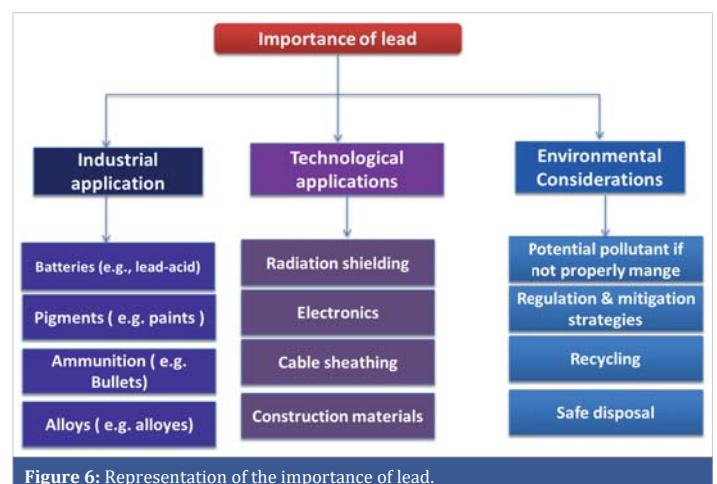 Importance of lead
Industrial
application
Technological
applications
Environmental
Considerations
Batteries (e.g., lead-acid)
Pigments ( e.g. paints )
Ammunition ( e.g.
Bullets)
Alloys ( e.g. alloyes)
Radiation shielding
Electronics
Cable sheathing
Construction materials
Potential pollutant if
not properly mange
Regulation & mitigation
strategies
Recycling
Safe disposal
Figure 6: Representation of the importance of lead.